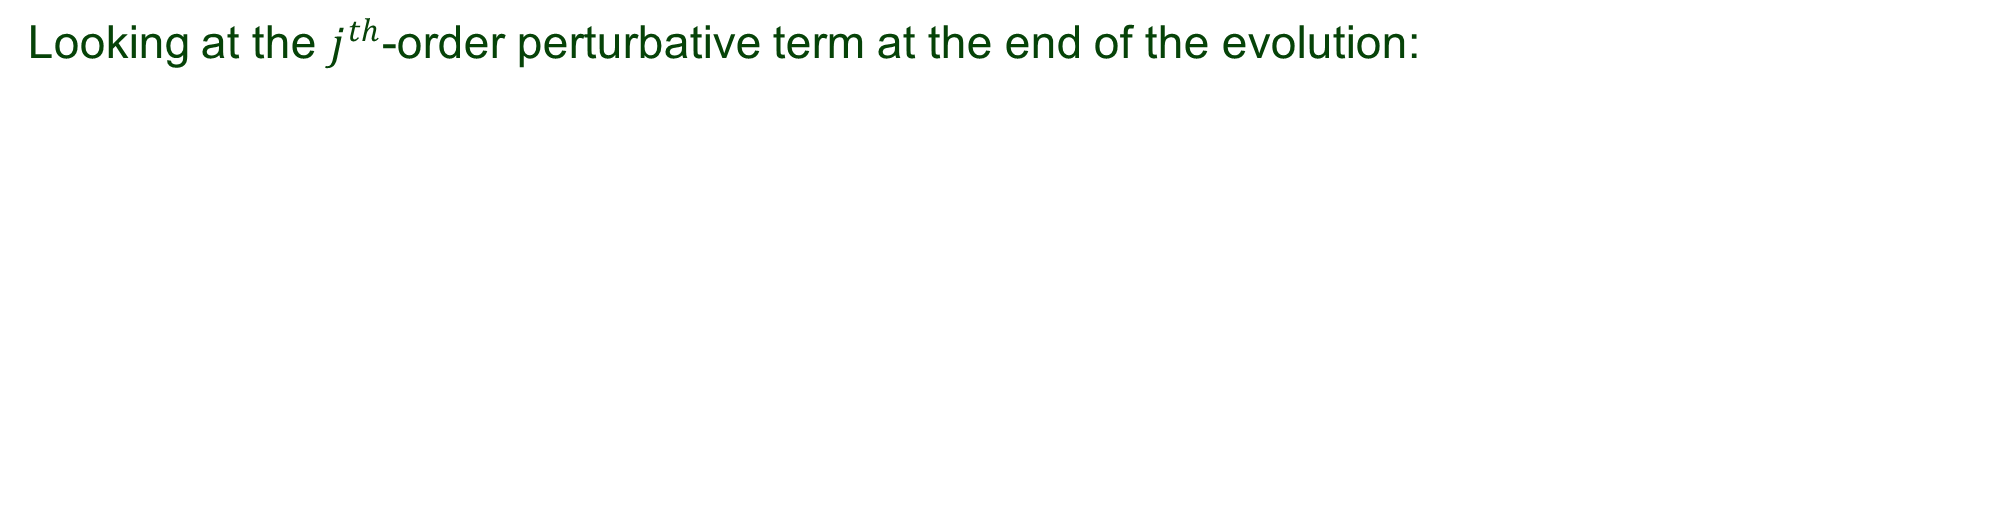 Looking at the $j^{th}$-order perturbative term at the end of the evolution: